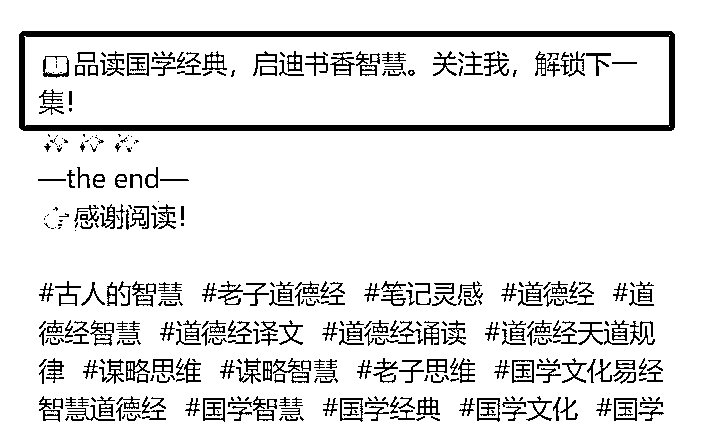 📖品读国学经典，启迪书香智慧。关注我，解锁下一
集！
✨✨✨
—the end—
👉感谢阅读！
#古人的智慧 #老子道德经 #笔记灵感 #道德经 #道
德经智慧 #道德经译文 #道德经诵读 #道德经天道规
律 #谋略思维 #谋略智慧 #老子思维 #国学文化易经
智慧道德经 #国学智慧 #国学经典 #国学文化 #国学